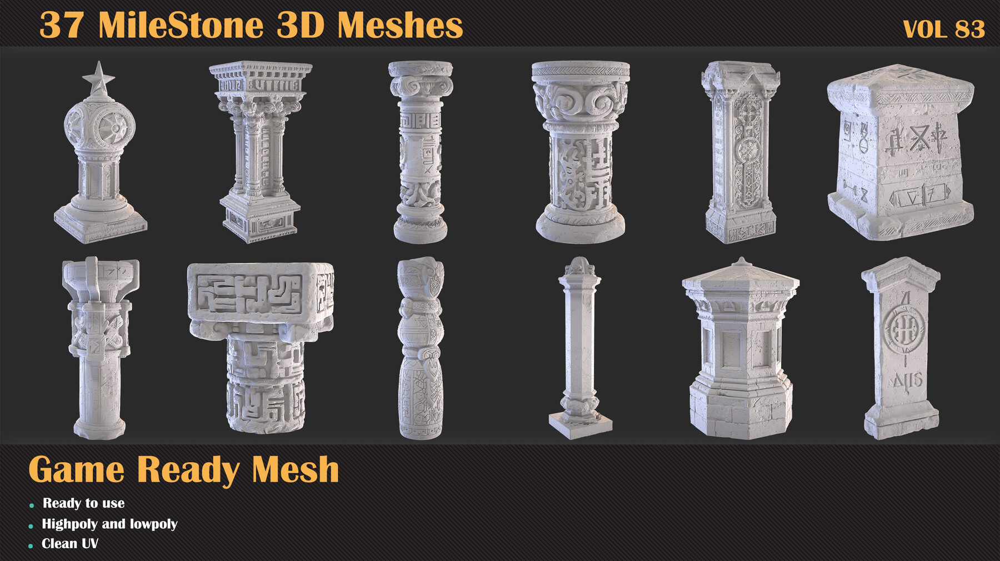 37 MileStone 3D Meshes
VOL 83
Game Ready Mesh
Ready to use
Highpoly and lowpoly
Clean UV